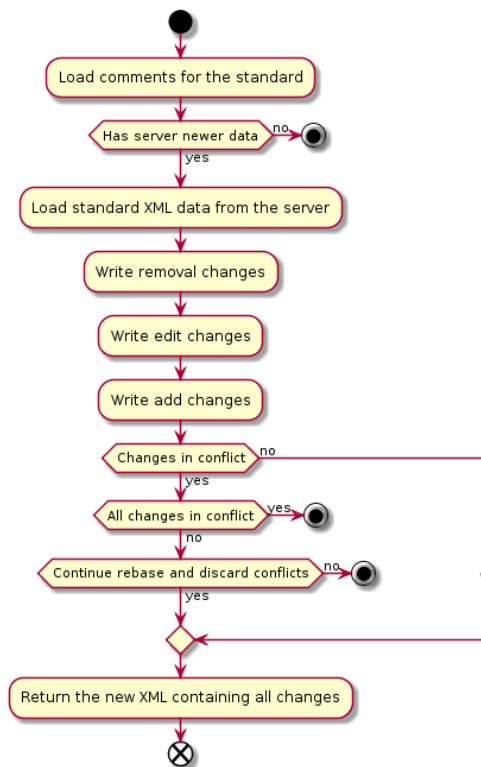 Load comments for the standard
Has server newer data
no
yes
Load standard XML data from the server
Write removal changes
Write edit changes
Write add changes
Changes in conflict
no
yes
All changes in conflict
yes
no
Continue rebase and discard conflicts
no
yes
Return the new XML containing all changes